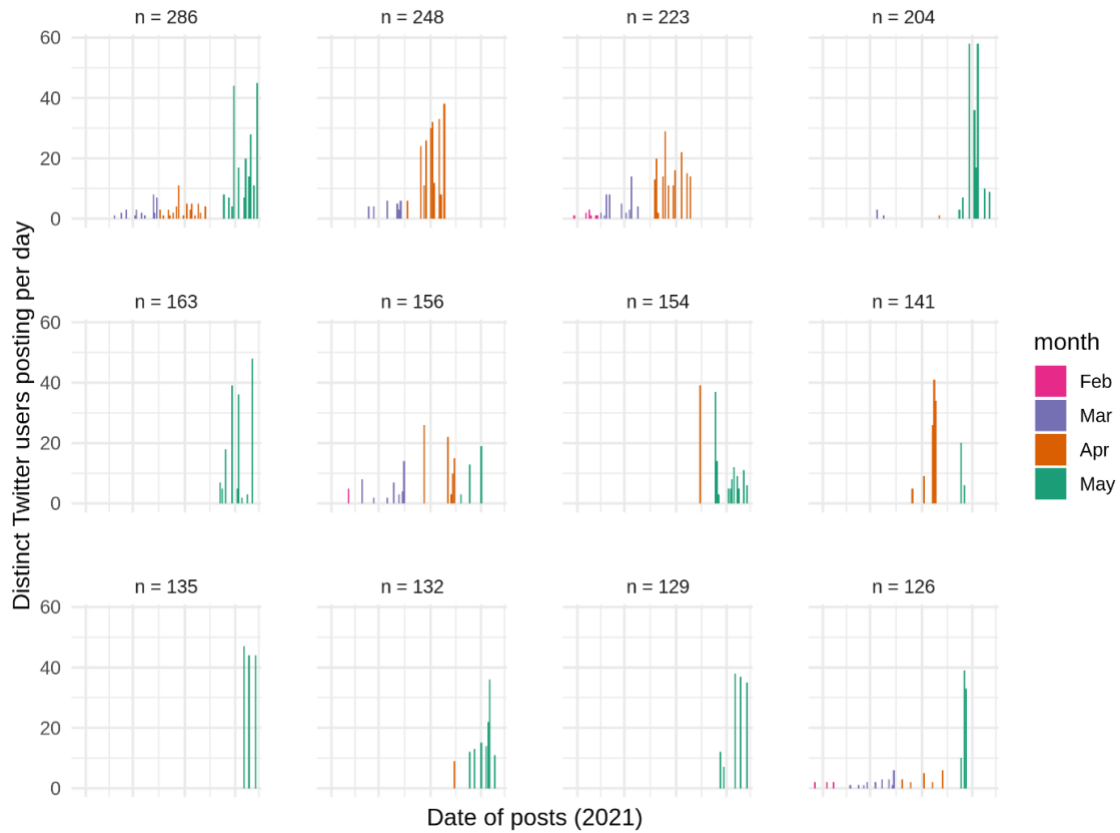 n = 286
n = 248
n = 223
n = 204
60
40
20
0
n = 163
n = 156
n = 154
n = 141
60
40
20
0
n = 135
n = 132
n = 129
n = 126
60
40
20
0
Distinct Twitter users posting per day
Date of posts (2021)
month
Feb
Mar
Apr
May